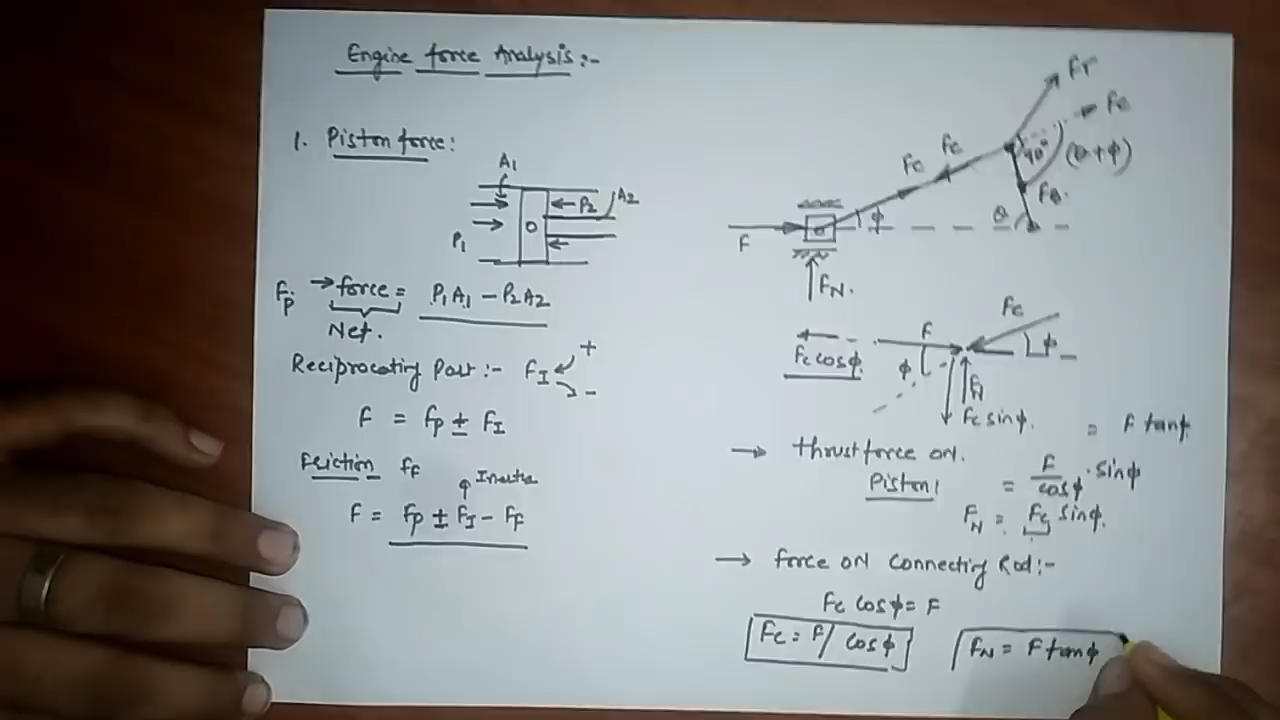 Engine force Analysis:-
1. Piston force:
A1
A2
P2
P1
Fp → force = P1A1 - P2A2
Net.
Reciprocating Part :- FI + -
F = Fp ± FI
Friction FF
Inertia
F = Fp ± FI - FF
Fr
Fc
90° (θ+φ)
Fc Fc
θ
φ
F
FN.
Fc
F
Fc cosφ
φ
φ
FN
Fc sinφ.
= F tanφ
→ thrust force on.
Piston
= F/cosφ · sinφ
FN = Fc sinφ.
→ force on Connecting Rod:-
Fc cosφ = F
Fc = F/cosφ
FN = F tanφ